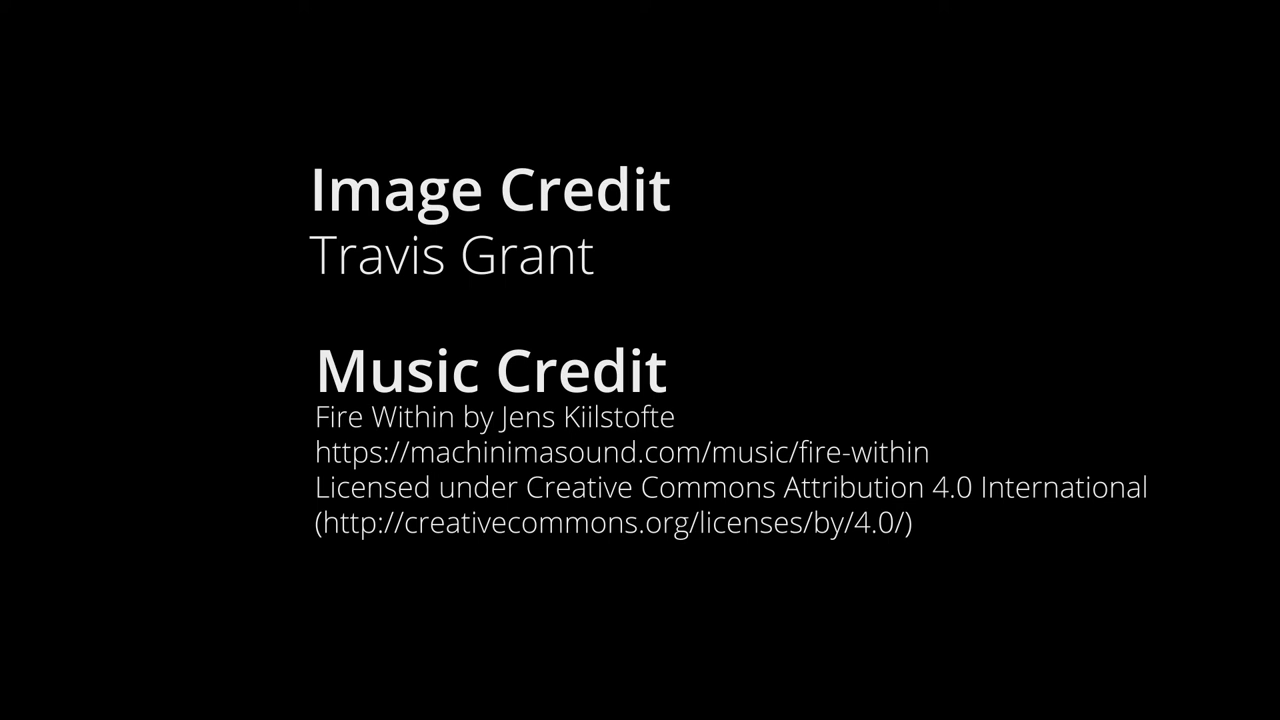 Image Credit
Travis Grant
Music Credit
Fire Within by Jens Kiilstofte
https://machinimasound.com/music/fire-within
Licensed under Creative Commons Attribution 4.0 International
(http://creativecommons.org/licenses/by/4.0/)